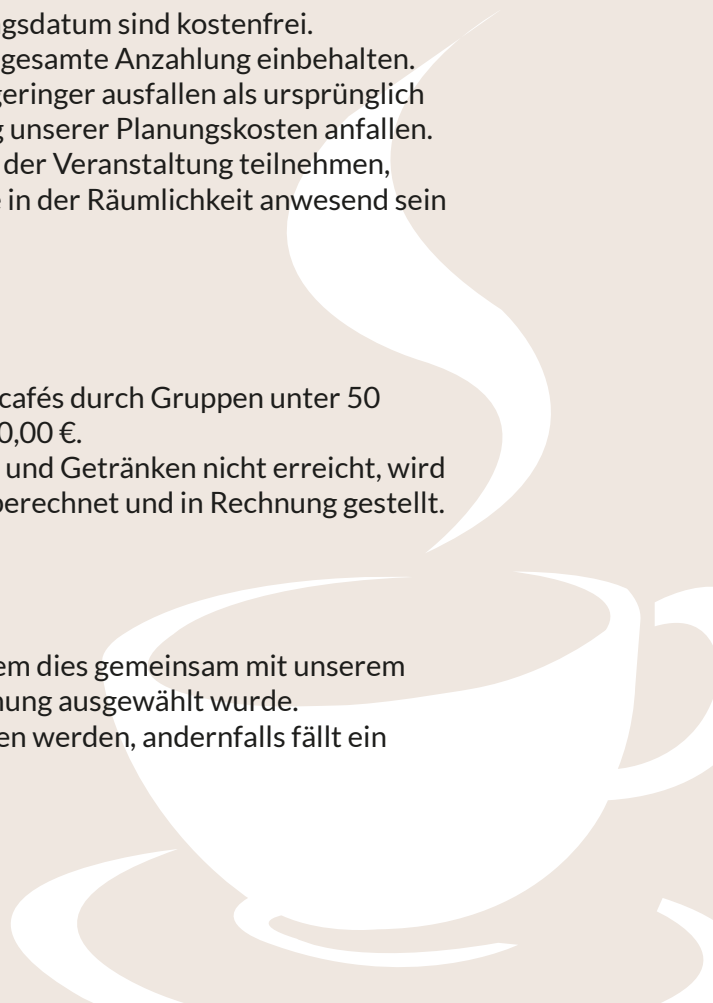 gsdatum sind kostenfrei.
gesamte Anzahlung einbehalten.
geringer ausfallen als ursprünglich
g unserer Planungskosten anfallen.
der Veranstaltung teilnehmen,
e in der Räumlichkeit anwesend sein
cafés durch Gruppen unter 50
0,00 €.
und Getränken nicht erreicht, wird
berechnet und in Rechnung gestellt.
em dies gemeinsam mit unserem
nung ausgewählt wurde.
en werden, andernfalls fällt ein